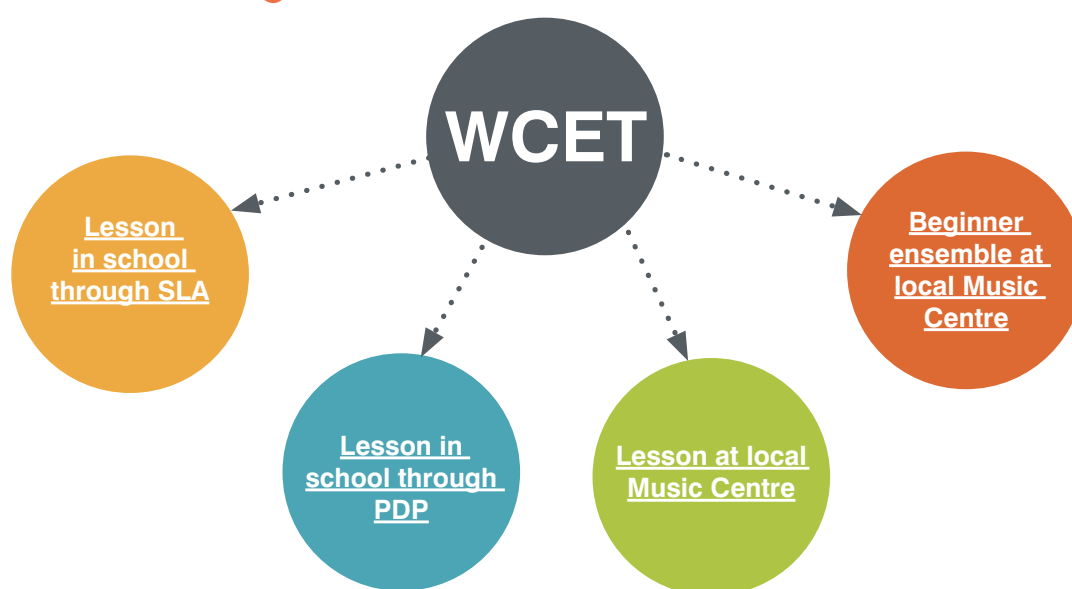 WCET
Lesson
in school
through SLA
Beginner
ensemble at
local Music
Centre
Lesson in
school through
PDP
Lesson at local
Music Centre